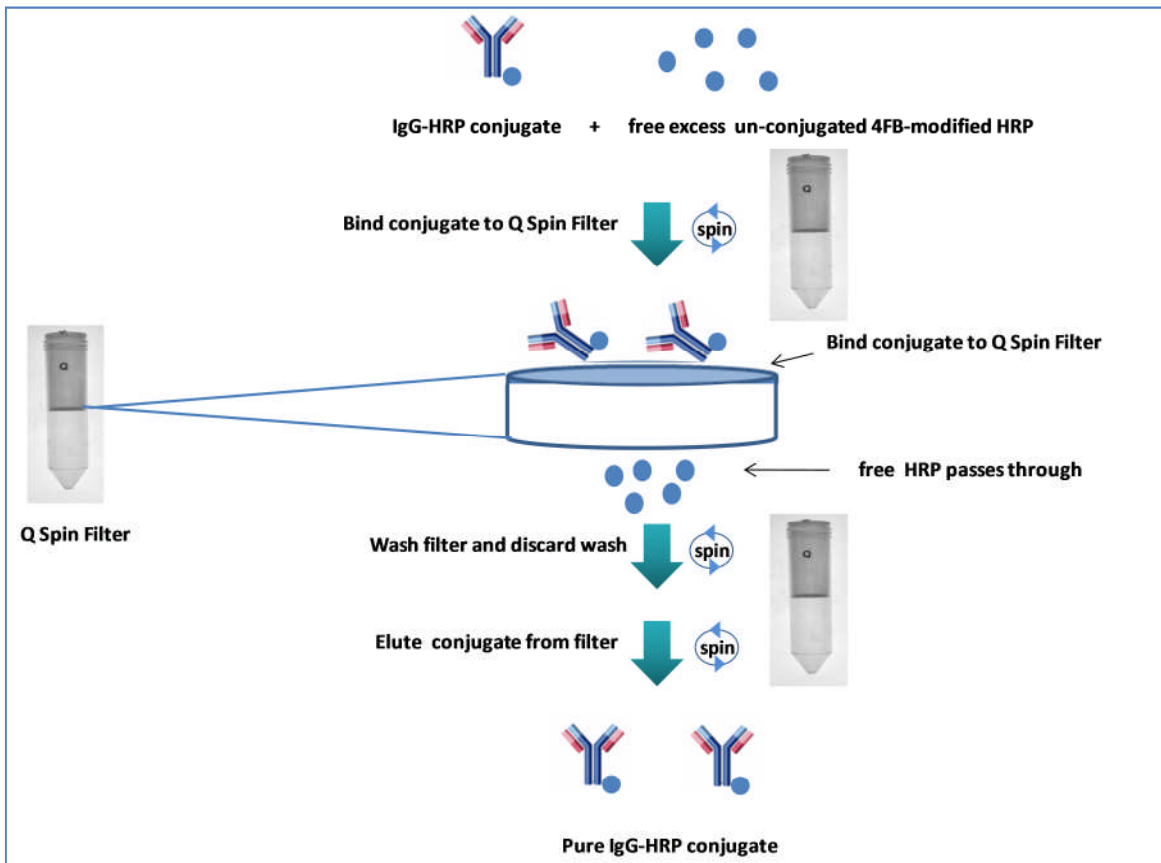 IgG-HRP conjugate + free excess un-conjugated 4FB-modified HRP
Q
Bind conjugate to Q Spin Filter
spin
Bind conjugate to Q Spin Filter
Q
free HRP passes through
Q Spin Filter
Wash filter and discard wash
spin
Q
Elute conjugate from filter
spin
Pure IgG-HRP conjugate